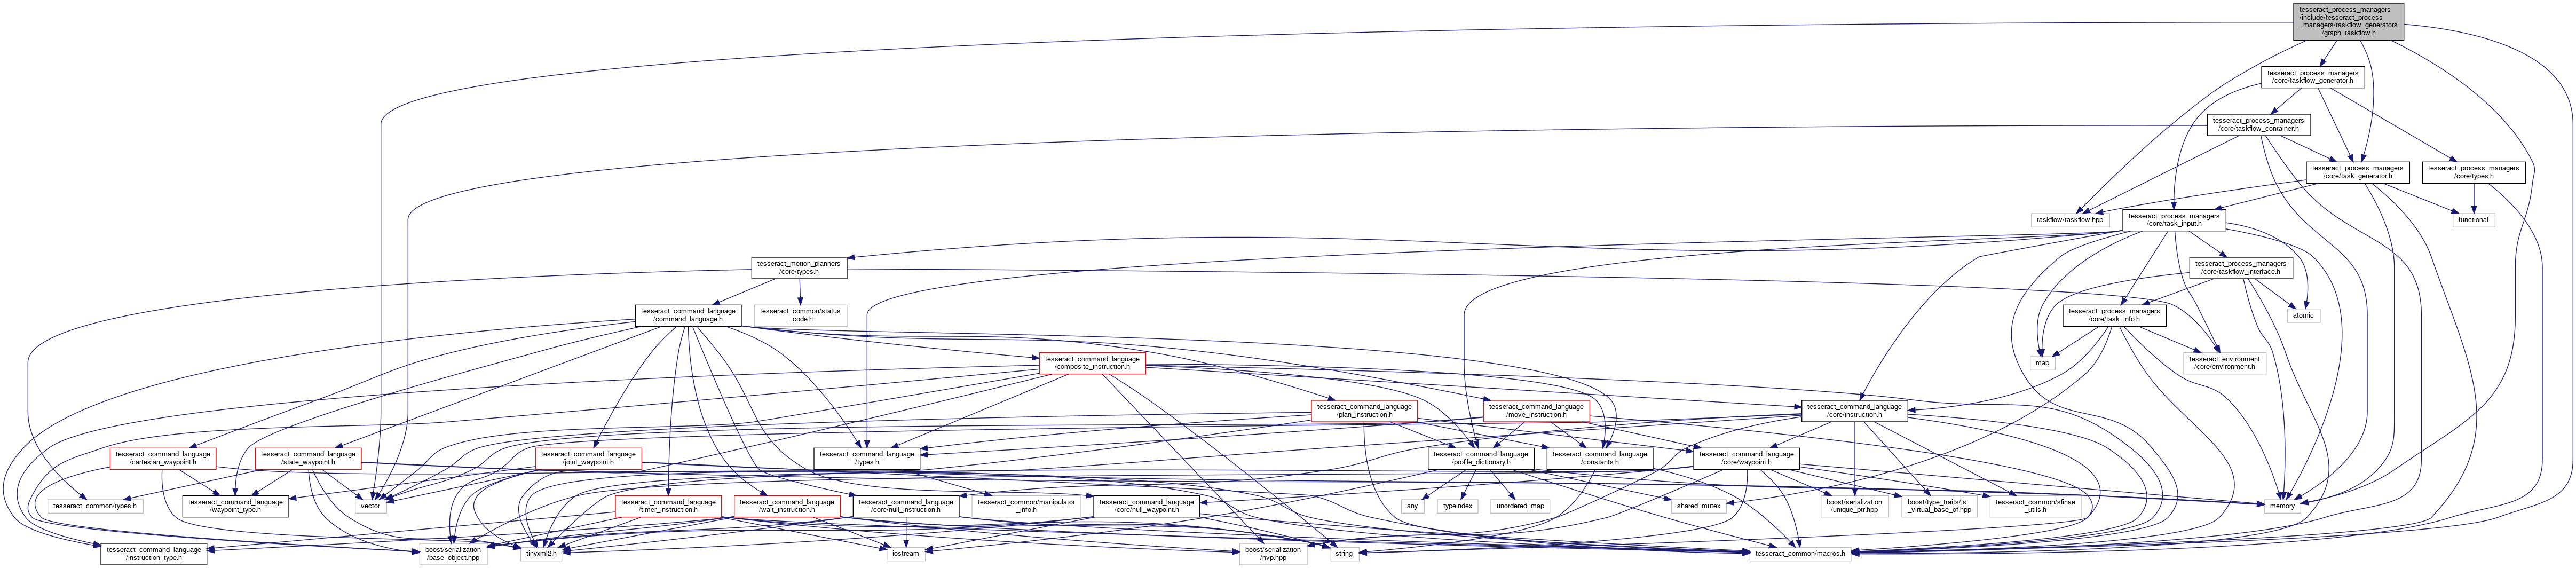 tesseract_process_managers
/include/tesseract_process
_managers/taskflow_generators
/graph_taskflow.h
tesseract_process_managers
/core/taskflow_generator.h
tesseract_process_managers
/core/taskflow_container.h
tesseract_process_managers
/core/task_generator.h
tesseract_process_managers
/core/types.h
taskflow/taskflow.hpp
tesseract_process_managers
/core/task_input.h
functional
tesseract_motion_planners
/core/types.h
tesseract_process_managers
/core/taskflow_interface.h
tesseract_command_language
/command_language.h
tesseract_common/status
_code.h
tesseract_process_managers
/core/task_info.h
atomic
tesseract_command_language
/composite_instruction.h
map
tesseract_environment
/core/environment.h
tesseract_command_language
/plan_instruction.h
tesseract_command_language
/move_instruction.h
tesseract_command_language
/core/instruction.h
tesseract_command_language
/cartesian_waypoint.h
tesseract_command_language
/state_waypoint.h
tesseract_command_language
/joint_waypoint.h
tesseract_command_language
/types.h
tesseract_command_language
/profile_dictionary.h
tesseract_command_language
/constants.h
tesseract_command_language
/core/waypoint.h
tesseract_common/types.h
tesseract_command_language
/waypoint_type.h
vector
tesseract_command_language
/timer_instruction.h
tesseract_command_language
/wait_instruction.h
tesseract_command_language
/core/null_instruction.h
tesseract_common/manipulator
_info.h
tesseract_command_language
/core/null_waypoint.h
any
typeindex
unordered_map
shared_mutex
boost/serialization
/unique_ptr.hpp
boost/type_traits/is
_virtual_base_of.hpp
tesseract_common/sfinae
_utils.h
memory
tesseract_command_language
/instruction_type.h
boost/serialization
/base_object.hpp
tinyxml2.h
iostream
boost/serialization
/nvp.hpp
string
tesseract_common/macros.h